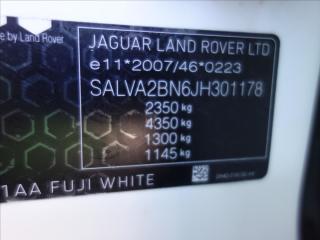 e by Land Rover
JAGUAR LAND ROVER LTD
e11*2007/46*0223
SALVA2BN6JH301178
2350 kg
4350 kg
1300 kg
1145 kg
1AA FUJI WHITE